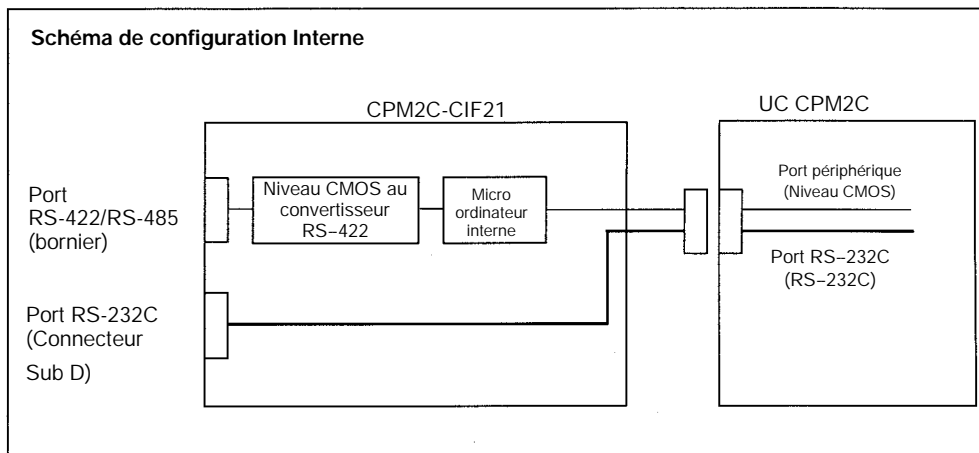 Schéma de configuration Interne
CPM2C-CIF21
UC CPM2C
Port
RS-422/RS-485
(bornier)
Niveau CMOS au
convertisseur
RS–422
Micro
ordinateur
interne
Port périphérique
(Niveau CMOS)
Port RS–232C
(RS–232C)
Port RS-232C
(Connecteur
Sub D)